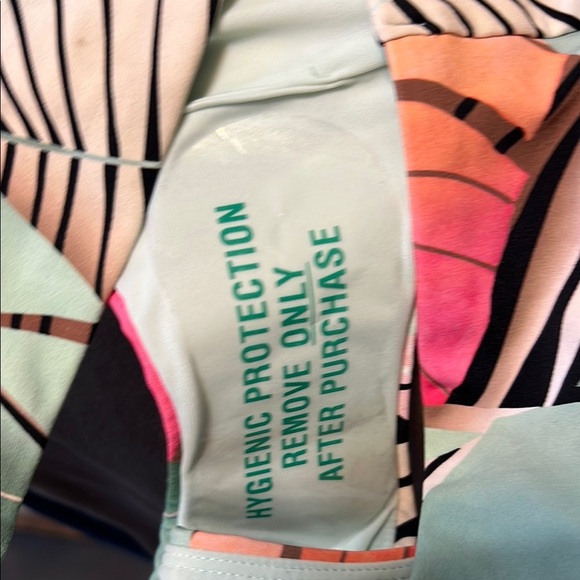 HYGIENIC PROTECTION
REMOVE ONLY
AFTER PURCHASE